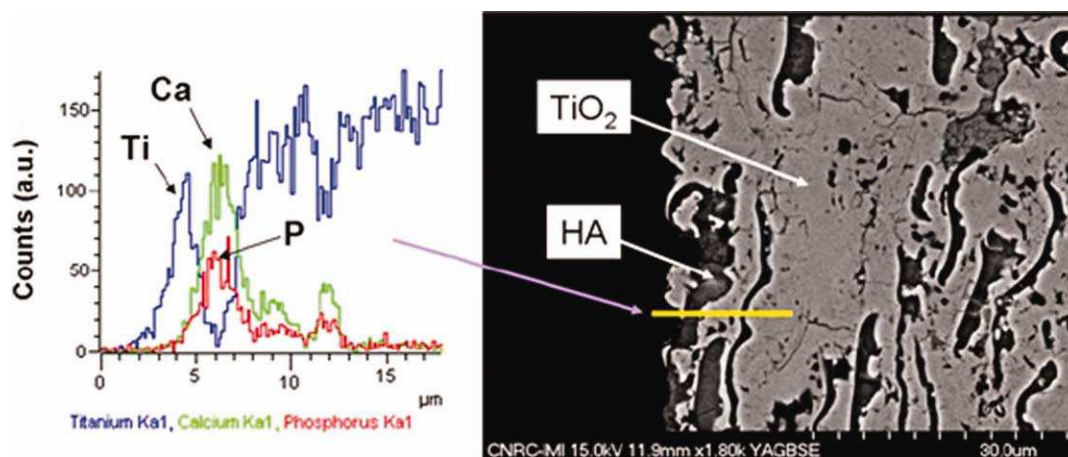 Counts (a.u.)
150
100
50
0
Ti
Ca
P
0 5 10 15
µm
Titanium Ka1, Calcium Ka1, Phosphorus Ka1
TiO₂
HA
CNRC-IMI 15.0kV 11.9mm x1.80k YAGBSE 30.0um